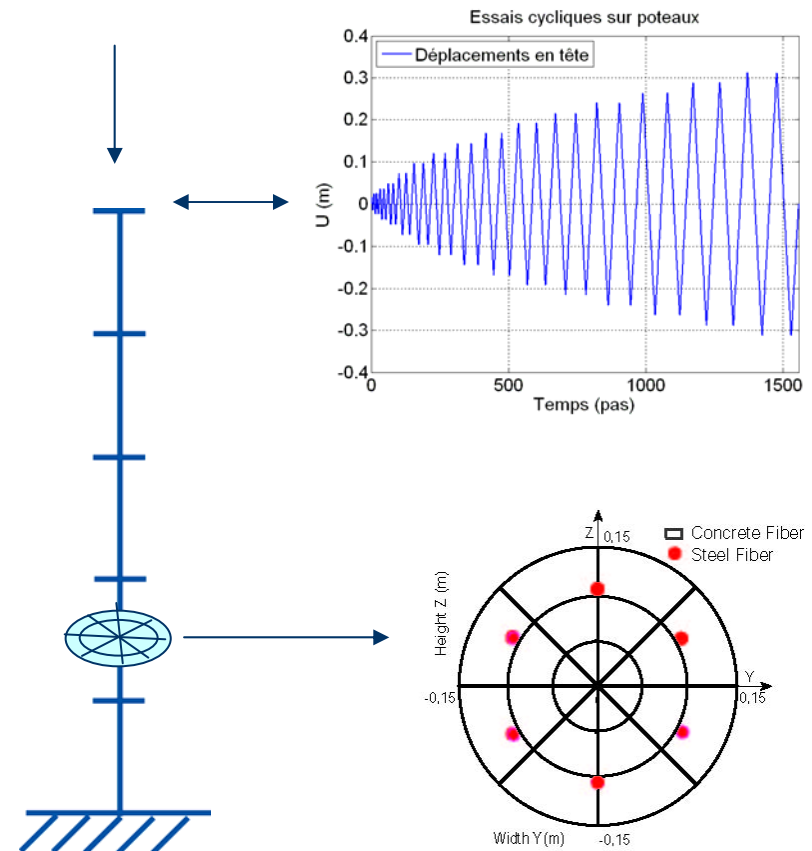 Essais cycliques sur poteaux
Déplacements en tête
0.4
0.3
0.2
0.1
0
-0.1
-0.2
-0.3
-0.4
U (m)
0 500 1000 1500
Temps (pas)
Z 0,15
Concrete Fiber
Steel Fiber
Height Z (m)
Y
-0,15 0,15
Width Y (m) -0,15